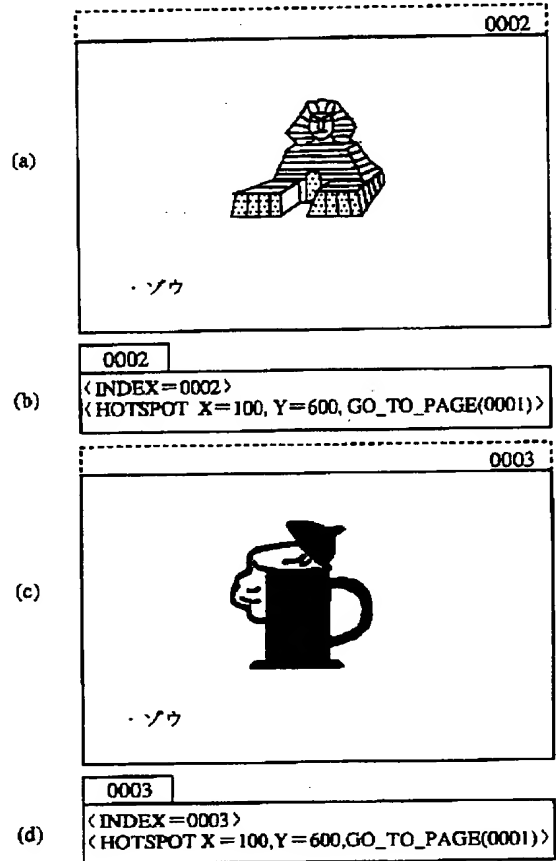 0002
(a)
・ゾウ
0002
(b)
〈INDEX=0002〉
〈HOTSPOT X=100, Y=600, GO_TO_PAGE(0001)〉
0003
(c)
・ゾウ
0003
(d)
〈INDEX=0003〉
〈HOTSPOT X=100,Y=600,GO_TO_PAGE(0001)〉